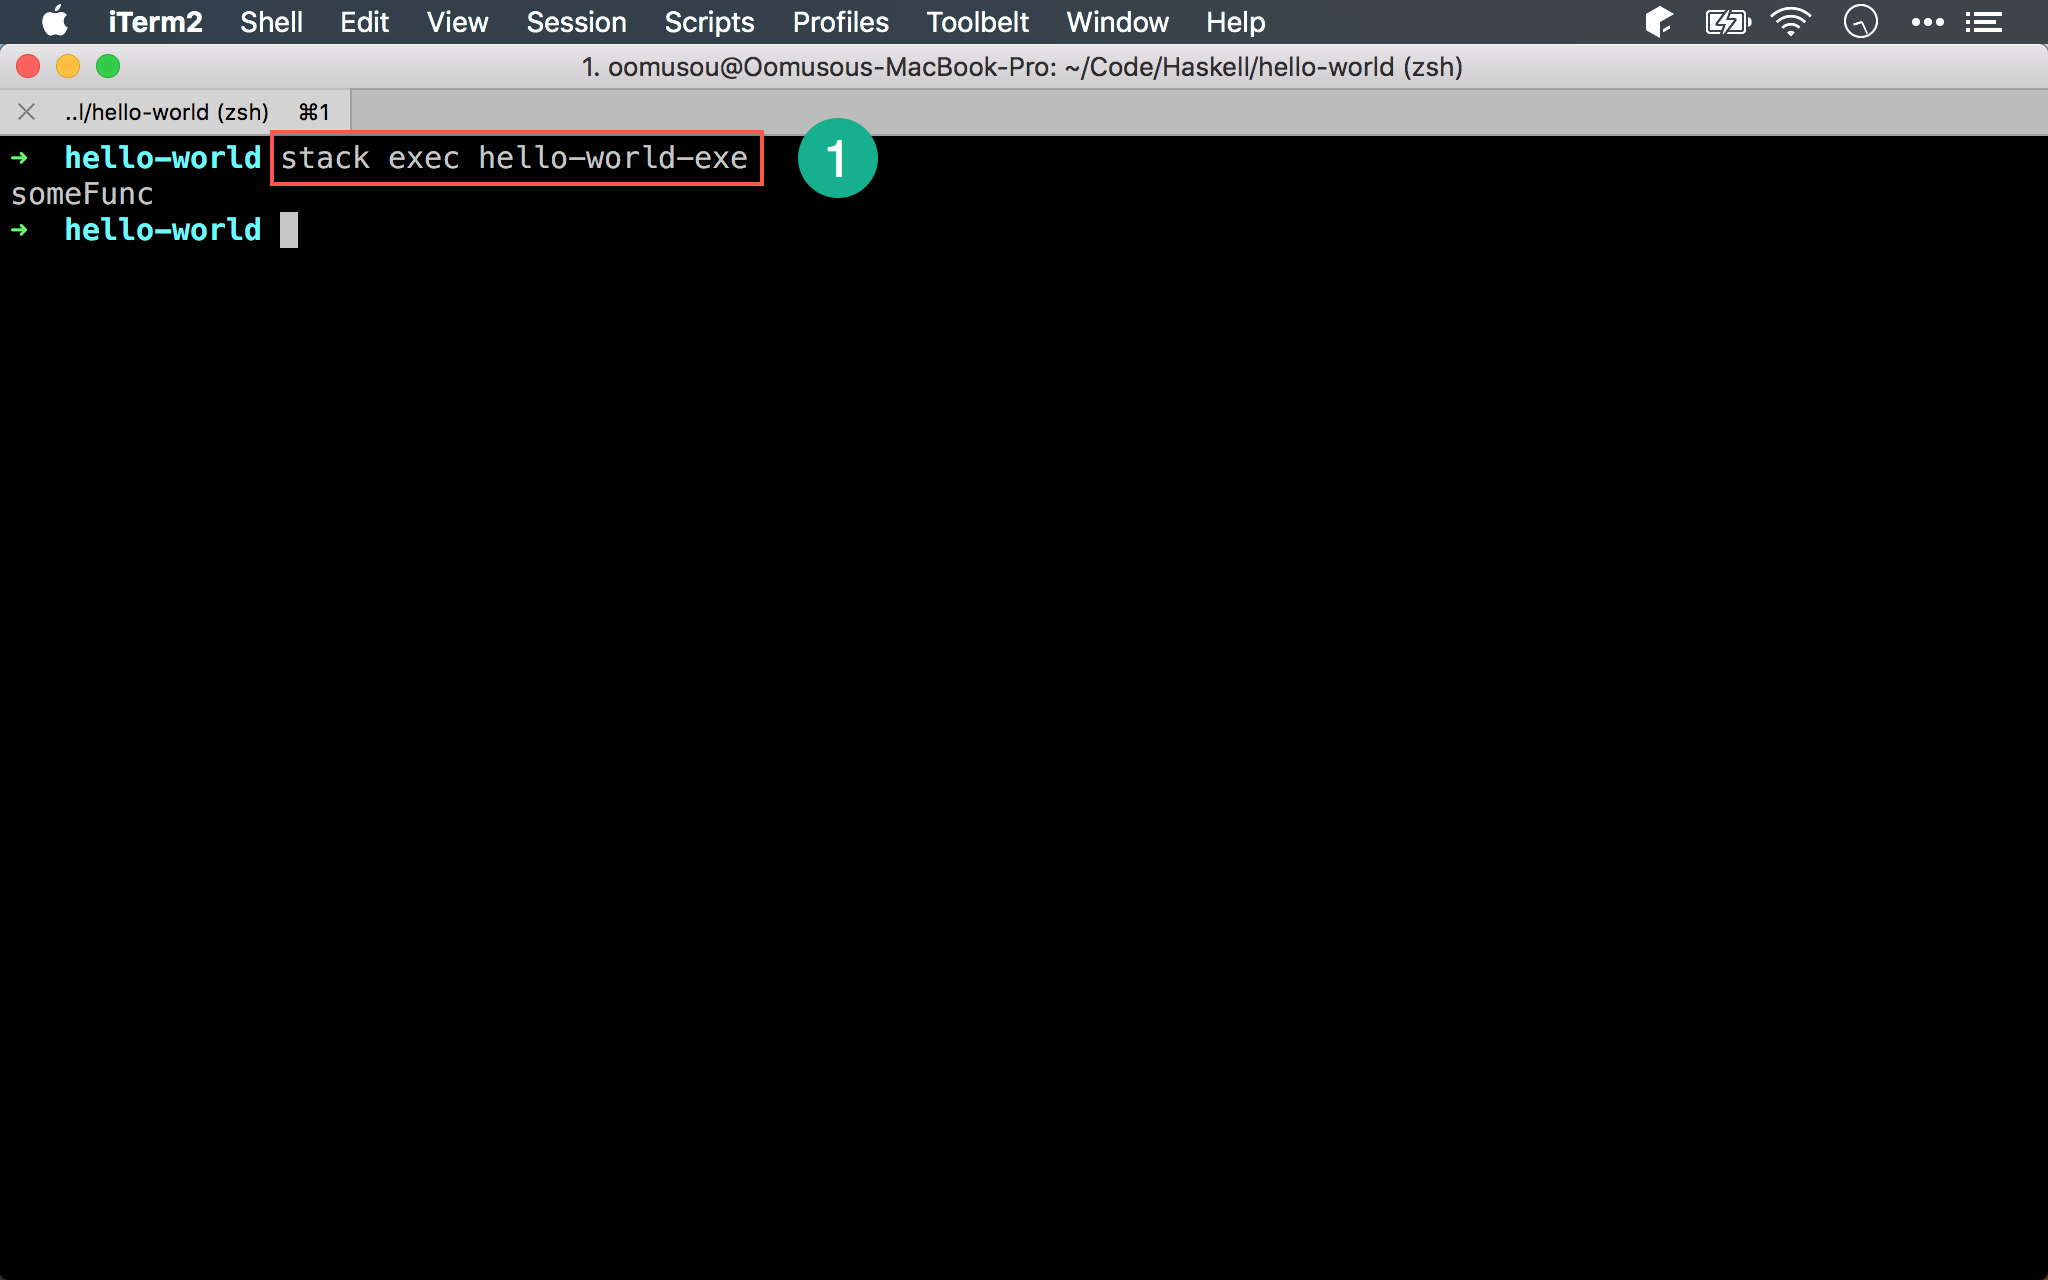 iTerm2 Shell Edit View Session Scripts Profiles Toolbelt Window Help
1. oomusou@Oomusous-MacBook-Pro: ~/Code/Haskell/hello-world (zsh)
..l/hello-world (zsh) ⌘1
➜ hello-world stack exec hello-world-exe 1
someFunc
➜ hello-world